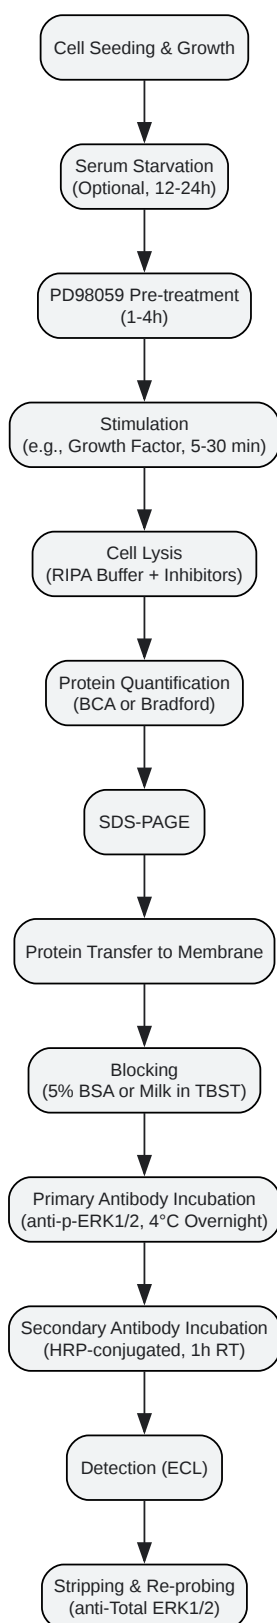 Cell Seeding & Growth
Serum Starvation
(Optional, 12-24h)
PD98059 Pre-treatment
(1-4h)
Stimulation
(e.g., Growth Factor, 5-30 min)
Cell Lysis
(RIPA Buffer + Inhibitors)
Protein Quantification
(BCA or Bradford)
SDS-PAGE
Protein Transfer to Membrane
Blocking
(5% BSA or Milk in TBST)
Primary Antibody Incubation
(anti-p-ERK1/2, 4°C Overnight)
Secondary Antibody Incubation
(HRP-conjugated, 1h RT)
Detection (ECL)
Stripping & Re-probing
(anti-Total ERK1/2)